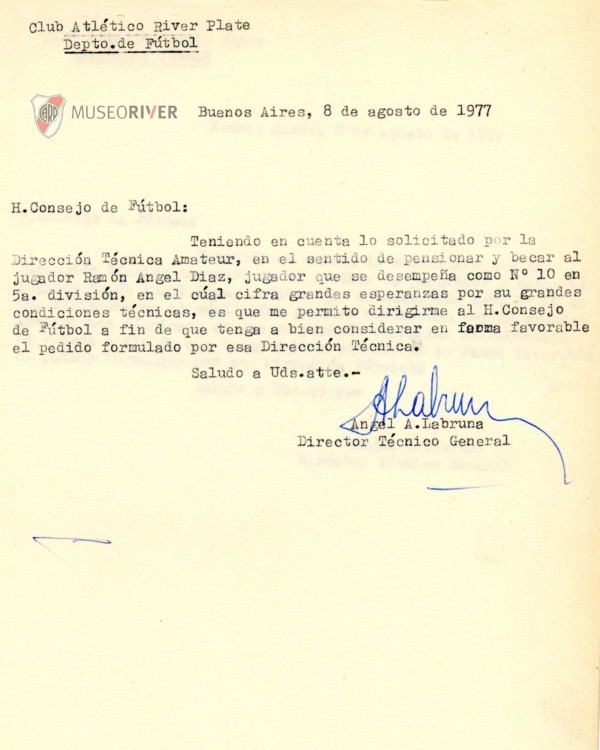 Club Atlético River Plate
Depto.de Fútbol
CARP MUSEORIVER
Buenos Aires, 8 de agosto de 1977
H.Consejo de Fútbol:
Teniendo en cuenta lo solicitado por la
Dirección Técnica Amateur, en el sentido de pensionar y becar al
jugador Ramón Angel Diaz, jugador que se desempeña como Nº 10 en
5a. división, en el cúal cifra grandes esperanzas por su grandes
condiciones técnicas, es que me permito dirigirme al H.Consejo
de Fútbol a fin de que tenga a bien considerar en forma favorable
el pedido formulado por esa Dirección Técnica.
Saludo a Uds.atte.-
ALabruna
Angel A.Labruna
Director Técnico General